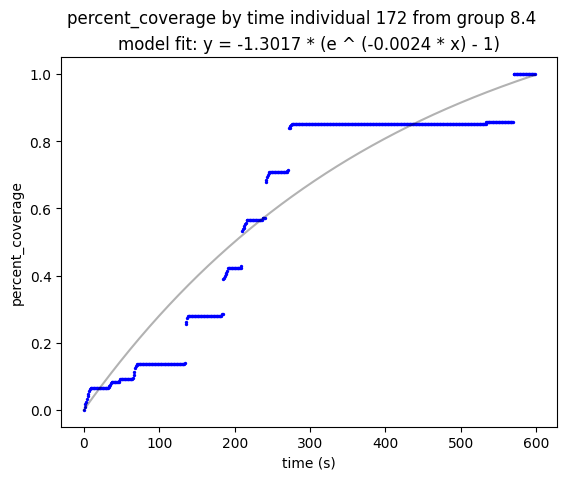 percent_coverage by time individual 172 from group 8.4
model fit: y = -1.3017 * (e ^ (-0.0024 * x) - 1)
1.0
0.8
0.6
0.4
0.2
0.0
percent_coverage
0 100 200 300 400 500 600
time (s)